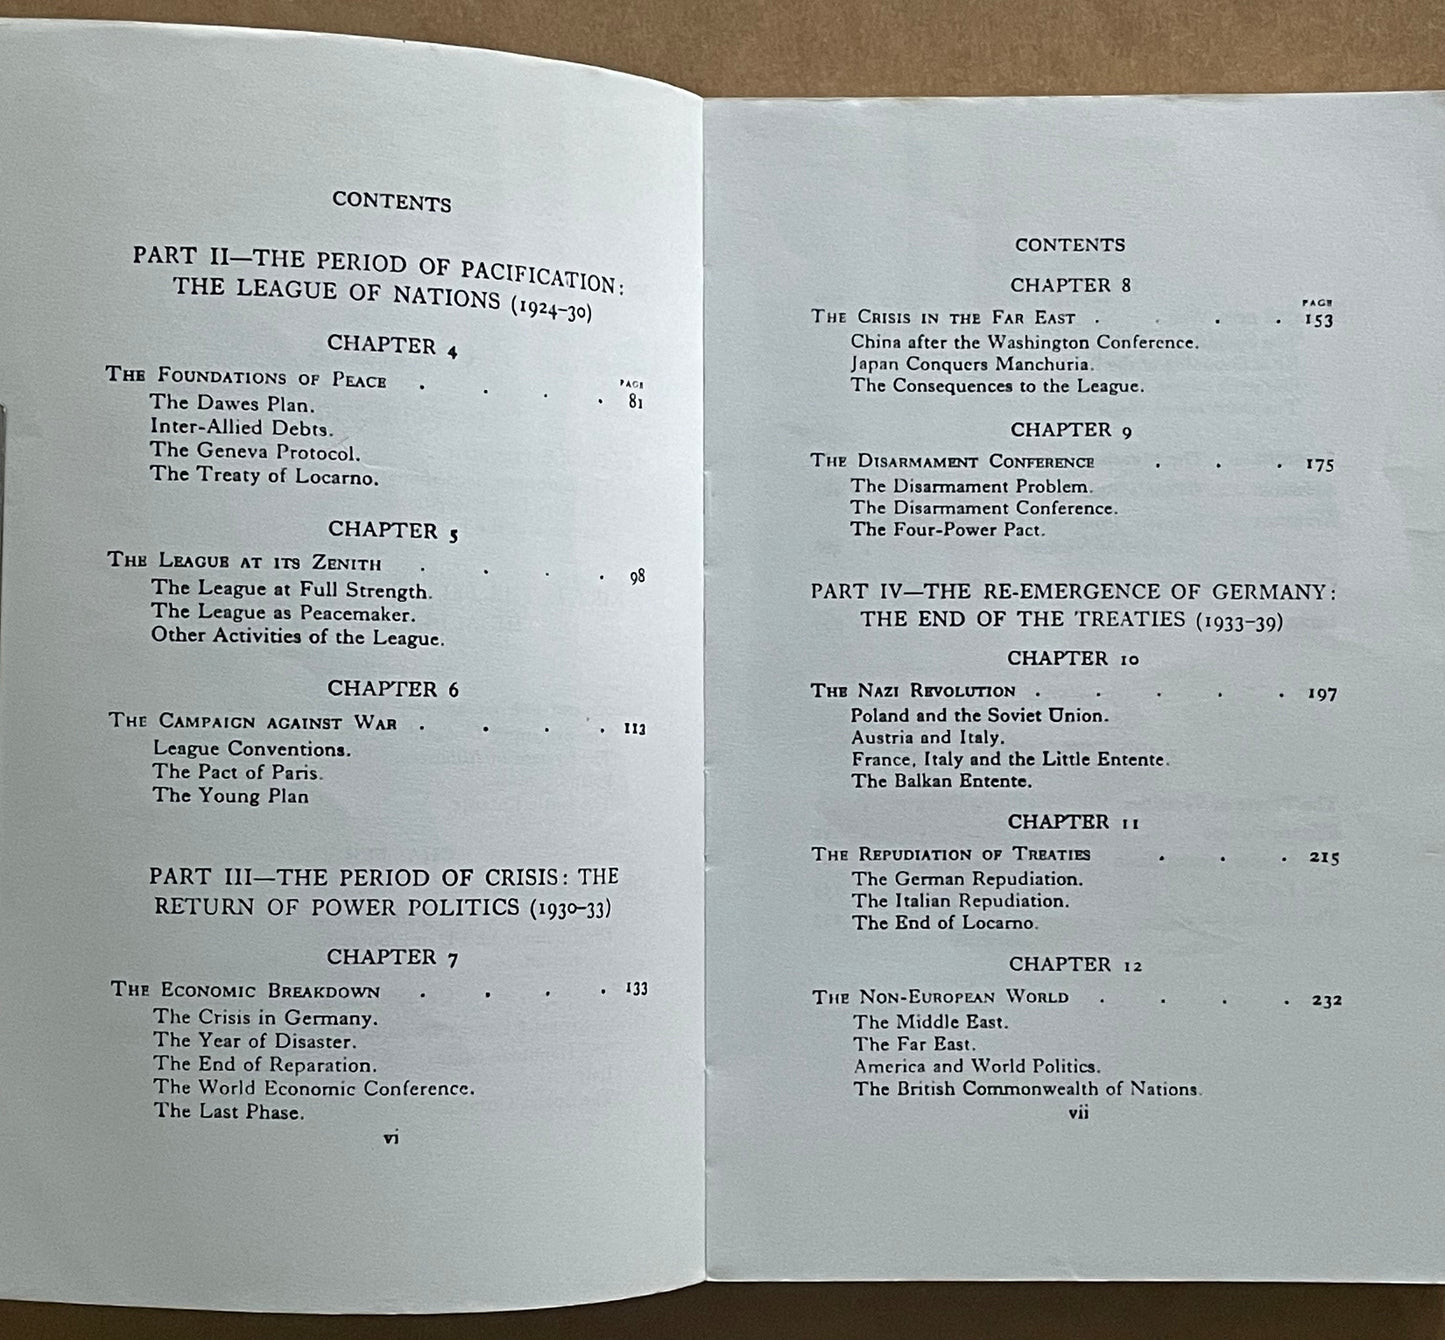 CONTENTS
PART II—THE PERIOD OF PACIFICATION:
THE LEAGUE OF NATIONS (1924–30)
CHAPTER 4
PAGE
THE FOUNDATIONS OF PEACE . . . . 81
The Dawes Plan.
Inter-Allied Debts.
The Geneva Protocol.
The Treaty of Locarno.
CHAPTER 5
THE LEAGUE AT ITS ZENITH . . . . 98
The League at Full Strength.
The League as Peacemaker.
Other Activities of the League.
CHAPTER 6
THE CAMPAIGN AGAINST WAR . . . . 113
League Conventions.
The Pact of Paris.
The Young Plan
PART III—THE PERIOD OF CRISIS: THE
RETURN OF POWER POLITICS (1930–33)
CHAPTER 7
THE ECONOMIC BREAKDOWN . . . . 133
The Crisis in Germany.
The Year of Disaster.
The End of Reparation.
The World Economic Conference.
The Last Phase.
vi
CONTENTS
CHAPTER 8
PAGE
THE CRISIS IN THE FAR EAST . . . . 153
China after the Washington Conference.
Japan Conquers Manchuria.
The Consequences to the League.
CHAPTER 9
THE DISARMAMENT CONFERENCE . . . 175
The Disarmament Problem.
The Disarmament Conference.
The Four-Power Pact.
PART IV—THE RE-EMERGENCE OF GERMANY:
THE END OF THE TREATIES (1933–39)
CHAPTER 10
THE NAZI REVOLUTION . . . . . 197
Poland and the Soviet Union.
Austria and Italy.
France, Italy and the Little Entente.
The Balkan Entente.
CHAPTER 11
THE REPUDIATION OF TREATIES . . . 215
The German Repudiation.
The Italian Repudiation.
The End of Locarno.
CHAPTER 12
THE NON-EUROPEAN WORLD . . . . 232
The Middle East.
The Far East.
America and World Politics.
The British Commonwealth of Nations.
vii